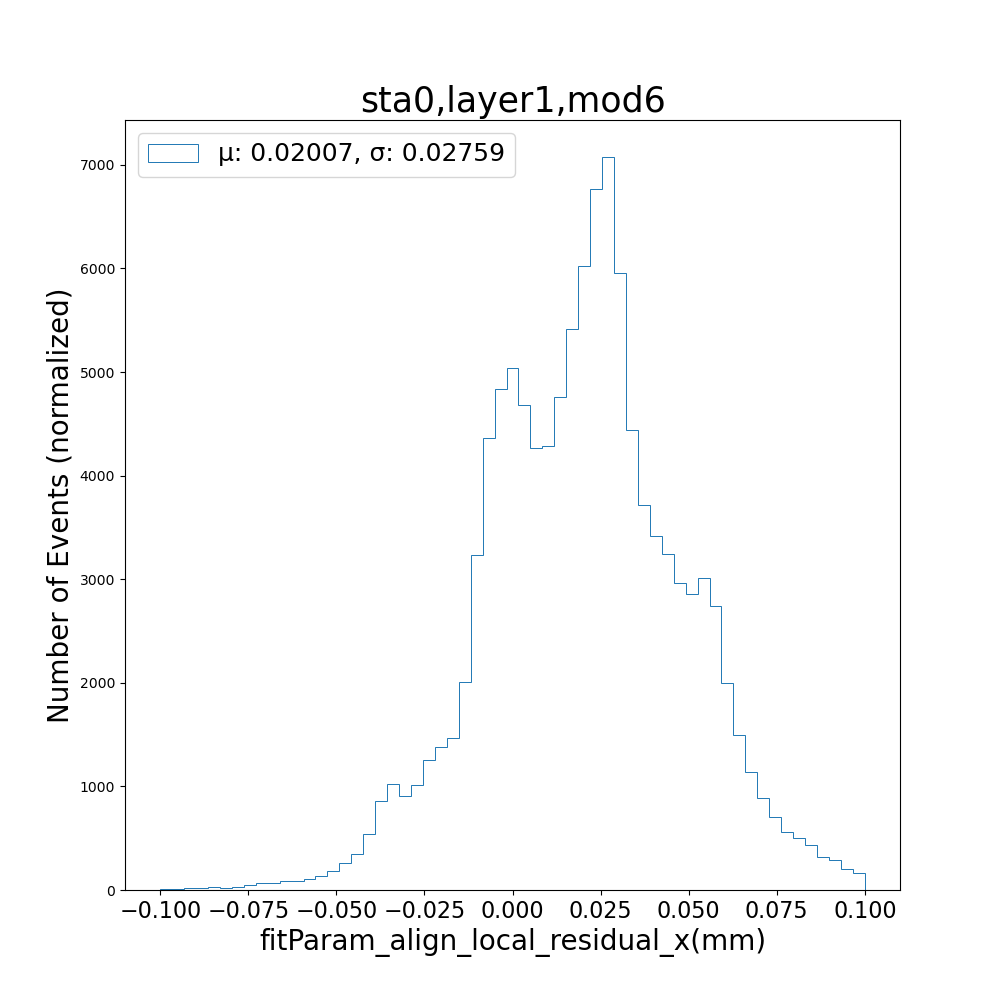 sta0,layer1,mod6
μ: 0.02007, σ: 0.02759
Number of Events (normalized)
7000
6000
5000
4000
3000
2000
1000
0
−0.100 −0.075 −0.050 −0.025 0.000 0.025 0.050 0.075 0.100
fitParam_align_local_residual_x(mm)